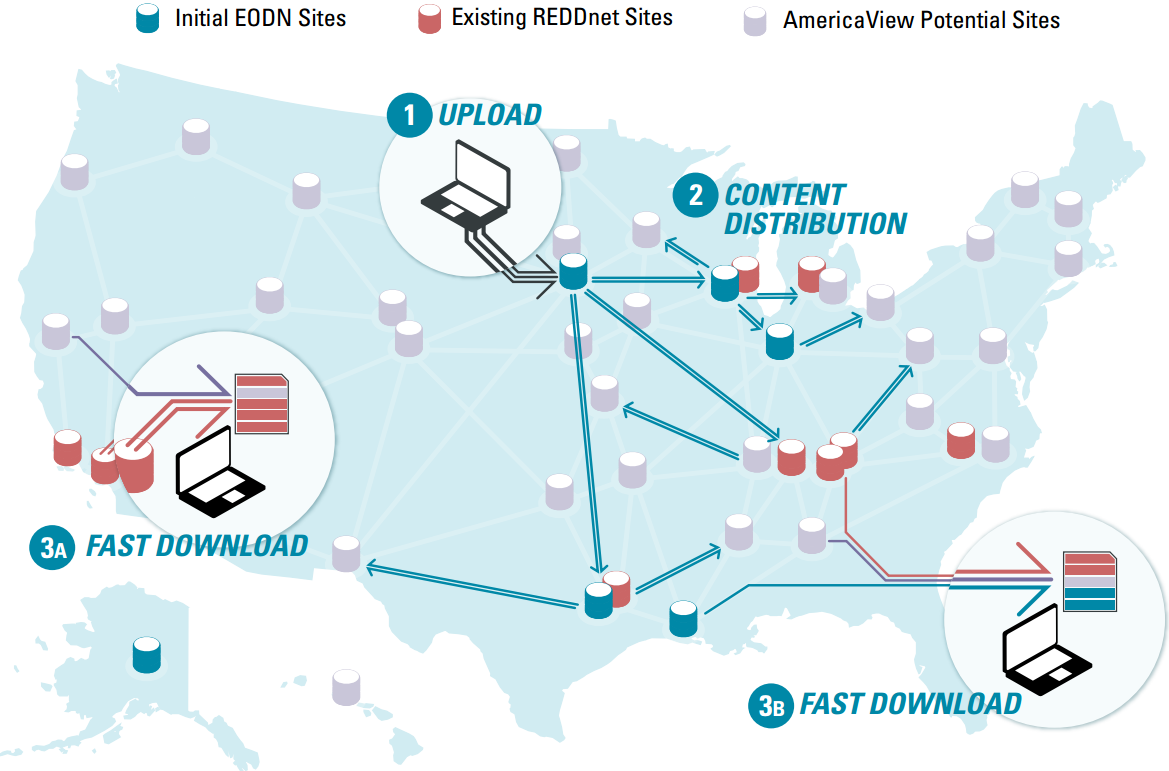 Initial EODN Sites
Existing REDDnet Sites
AmericaView Potential Sites
1 UPLOAD
2 CONTENT
DISTRIBUTION
3A FAST DOWNLOAD
3B FAST DOWNLOAD